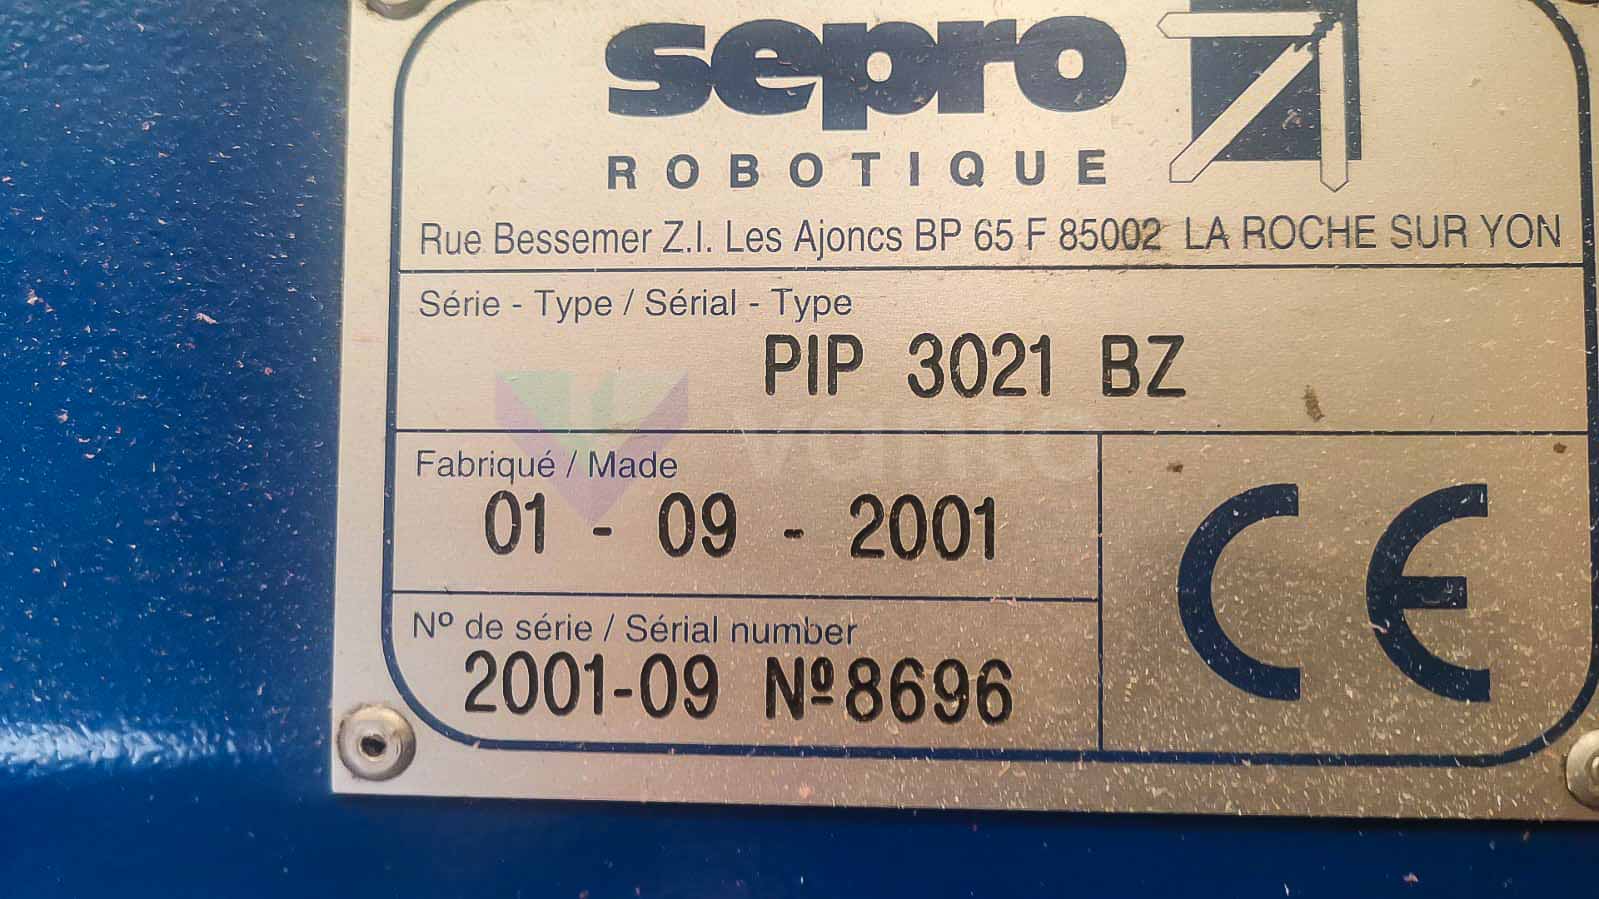 sepro
ROBOTIQUE
Rue Bessemer Z.I. Les Ajoncs BP 65 F 85002 LA ROCHE SUR YON
Série - Type / Sérial - Type
PIP 3021 BZ
Fabriqué / Made
01 - 09 - 2001
Nº de série / Sérial number
2001-09 Nº8696
CE